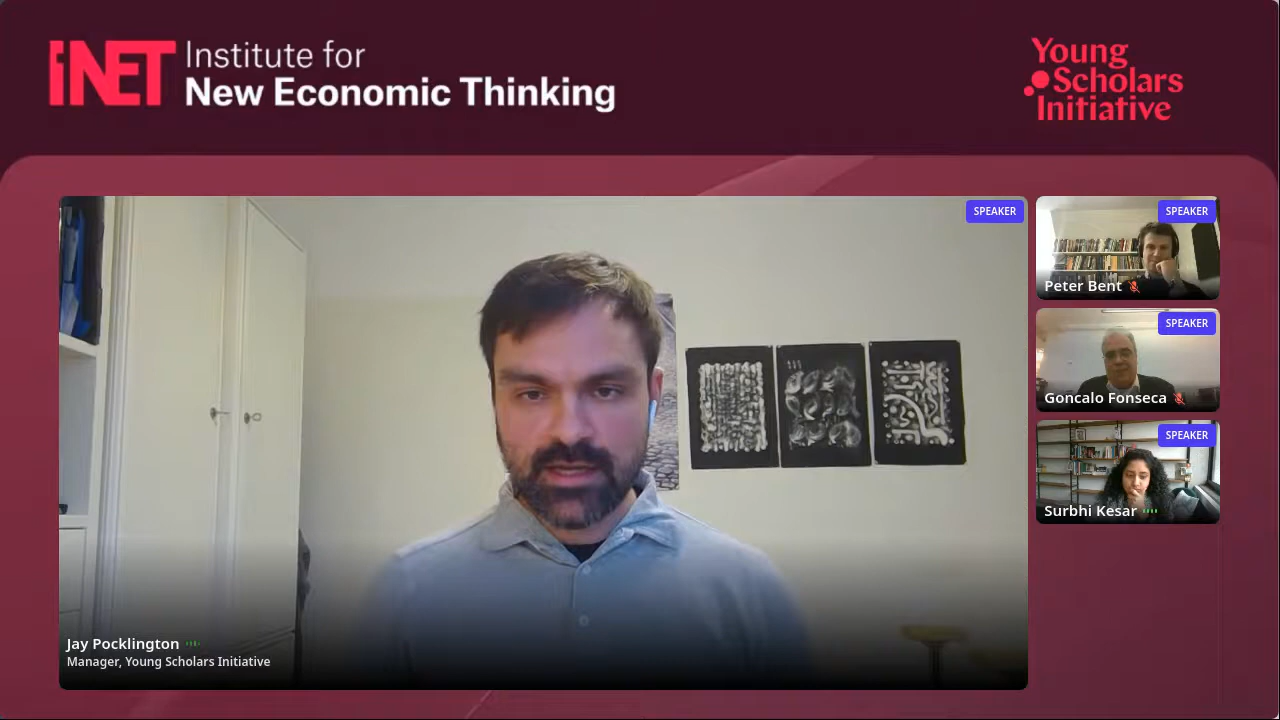 iNET
Institute for
New Economic Thinking
Young
Scholars
Initiative
SPEAKER
Jay Pocklington
Manager, Young Scholars Initiative
SPEAKER
Peter Bent
SPEAKER
Goncalo Fonseca
SPEAKER
Surbhi Kesar